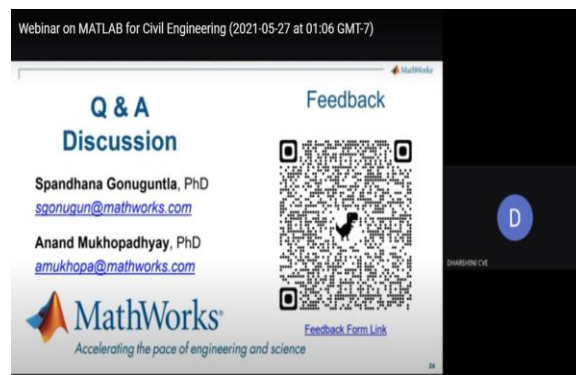 Webinar on MATLAB for Civil Engineering (2021-05-27 at 01:06 GMT-7)
MathWorks
Q & A
Discussion
Feedback
Spandhana Gonuguntla, PhD
sgonugun@mathworks.com
Anand Mukhopadhyay, PhD
amukhopa@mathworks.com
MathWorks®
Accelerating the pace of engineering and science
Feedback Form Link
24
D
DHARSHINI CVE